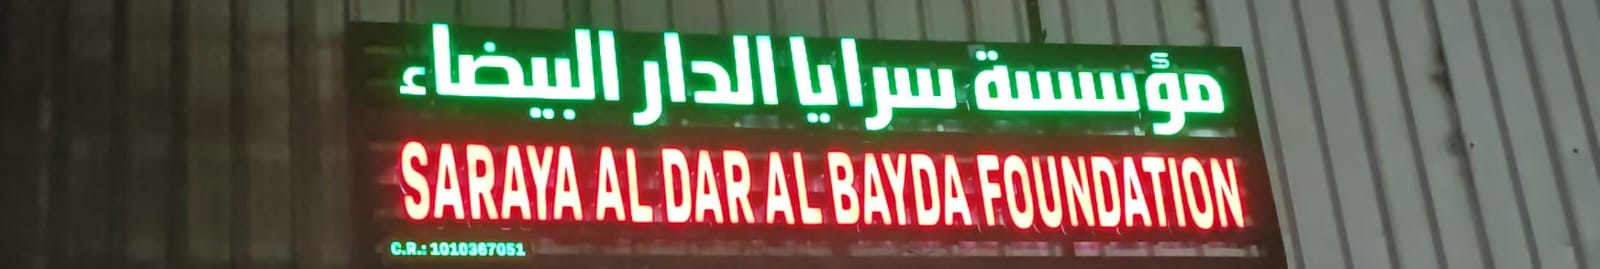 مؤسسة سرايا الدار البيضاء
SARAYA AL DAR AL BAYDA FOUNDATION
C.R.: 1010367051